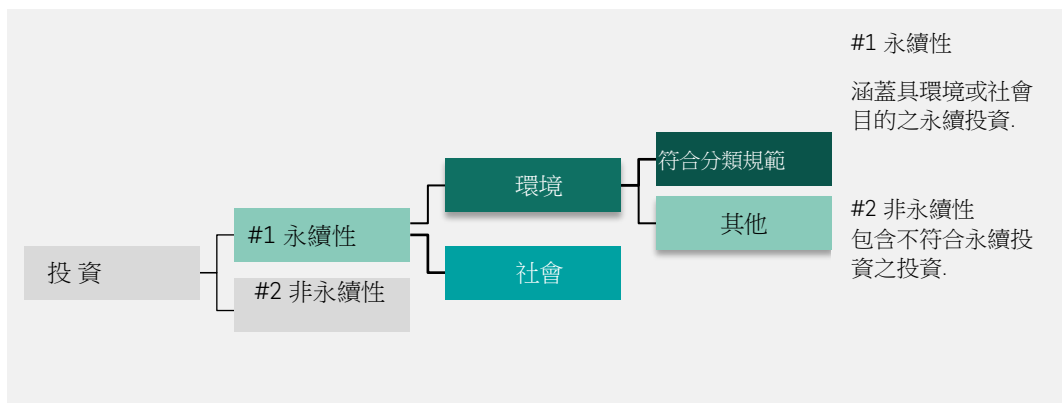 投 資
#1 永續性
#2 非永續性
環境
社會
符合分類規範
其他
#1 永續性
涵蓋具環境或社會
目的之永續投資.
#2 非永續性
包含不符合永續投
資之投資.